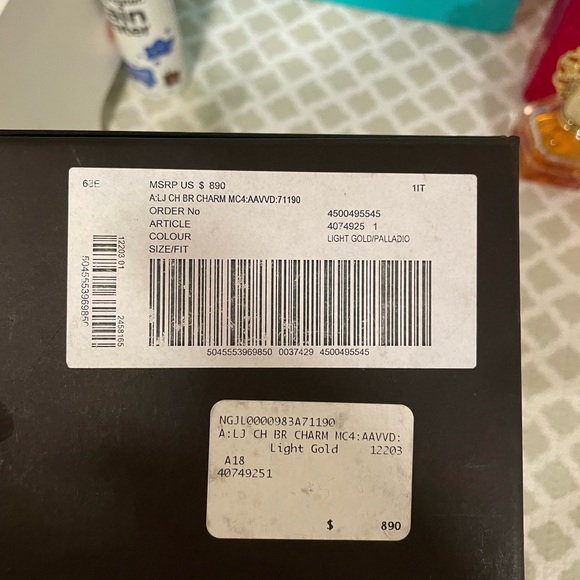 63E
MSRP US $ 890
1IT
A:LJ CH BR CHARM MC4:AAVVD:71190
ORDER No 4500495545
ARTICLE 4074925 1
COLOUR LIGHT GOLD/PALLADIO
SIZE/FIT
12203 01
2458165
5045553969850
5045553969850 0037429 4500495545
NGJL0000983A71190
A:LJ CH BR CHARM MC4:AAVVD:
Light Gold 12203
A18
40749251
$ 890